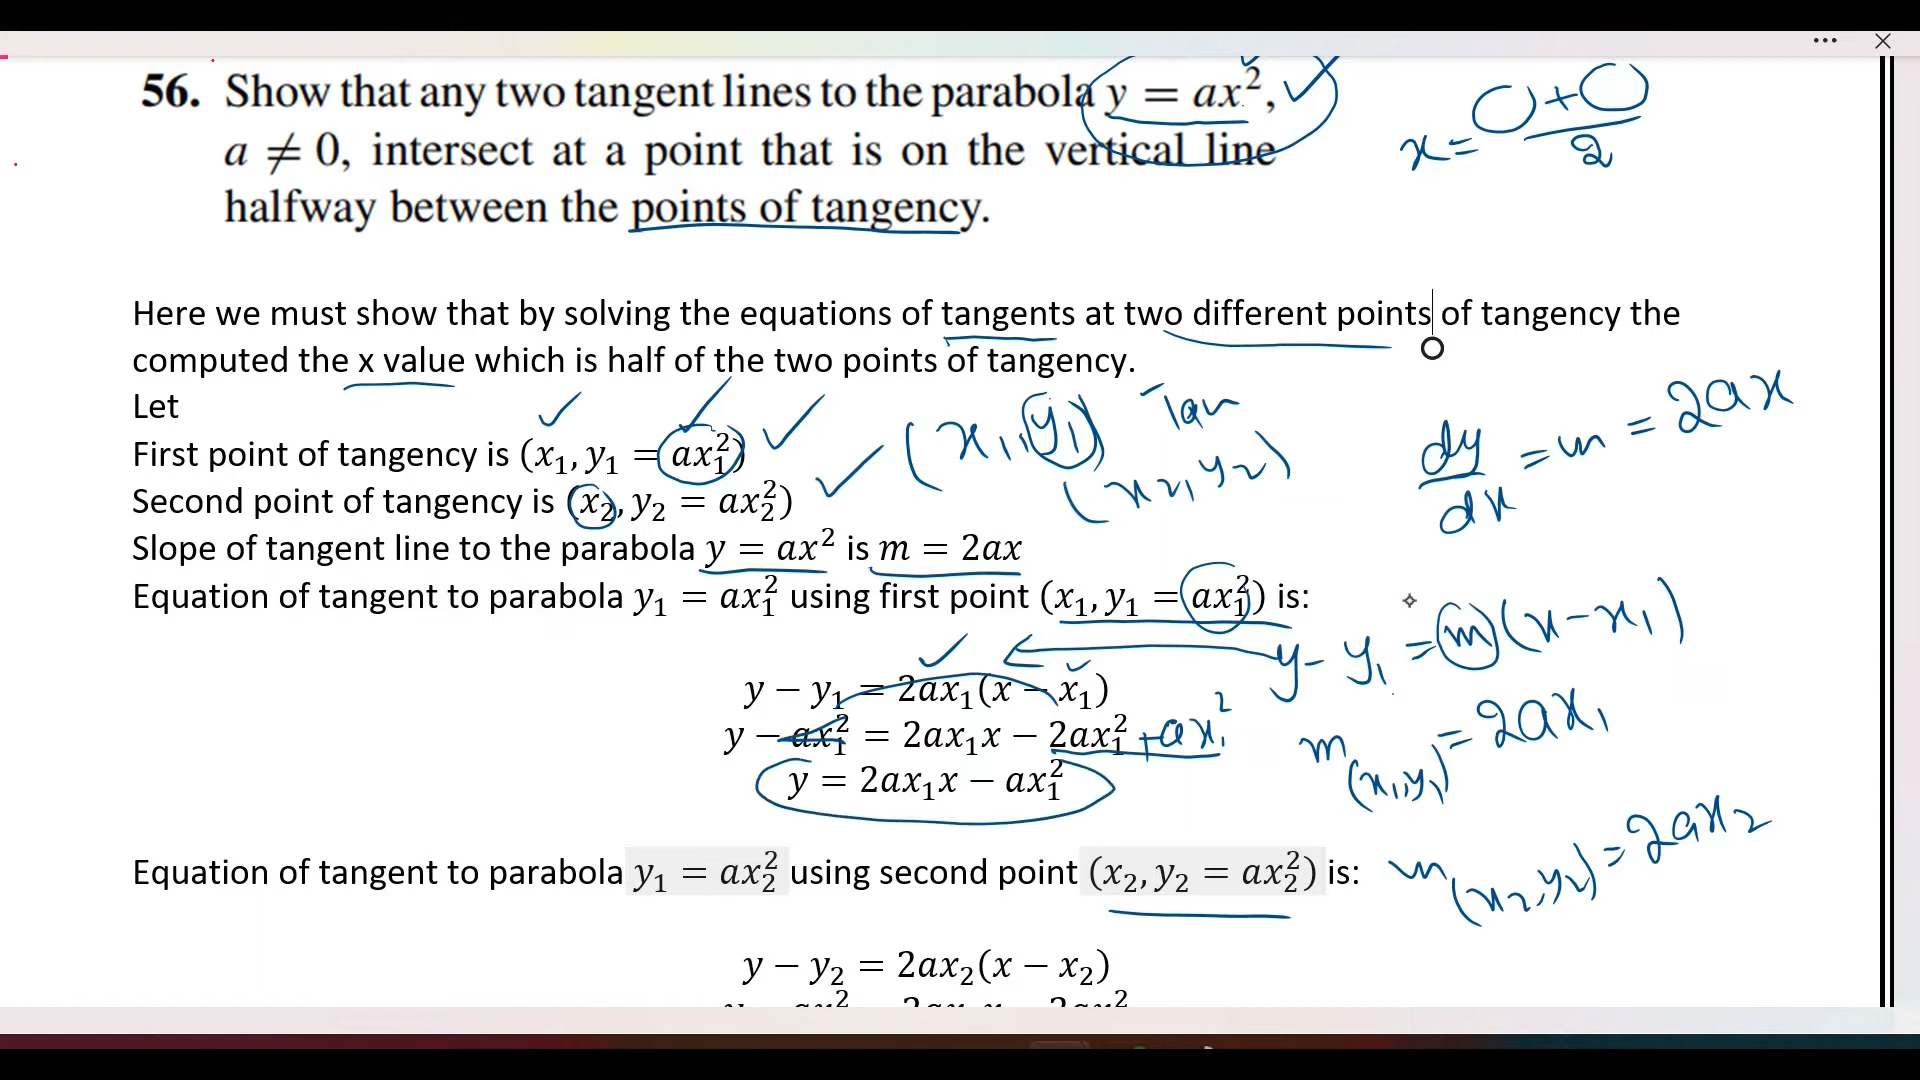 56. Show that any two tangent lines to the parabola y = ax²,
a ≠ 0, intersect at a point that is on the vertical line
halfway between the points of tangency.
x = O + O / 2
Here we must show that by solving the equations of tangents at two different points of tangency the
computed the x value which is half of the two points of tangency.
Let
First point of tangency is (x₁, y₁ = ax₁²)
(x₁, y₁) Tan
Second point of tangency is (x₂, y₂ = ax₂²)
(x₂, y₂)
dy/dx = m = 2ax
Slope of tangent line to the parabola y = ax² is m = 2ax
Equation of tangent to parabola y₁ = ax₁² using first point (x₁, y₁ = ax₁²) is:
y − y₁ = m(x − x₁)
y − y₁ = 2ax₁(x − x₁)
y − ax₁² = 2ax₁x − 2ax₁² + ax₁²
m(x₁, y₁) = 2ax₁
y = 2ax₁x − ax₁²
Equation of tangent to parabola y₁ = ax₂² using second point (x₂, y₂ = ax₂²) is:
m(x₂, y₂) = 2ax₂
y − y₂ = 2ax₂(x − x₂)